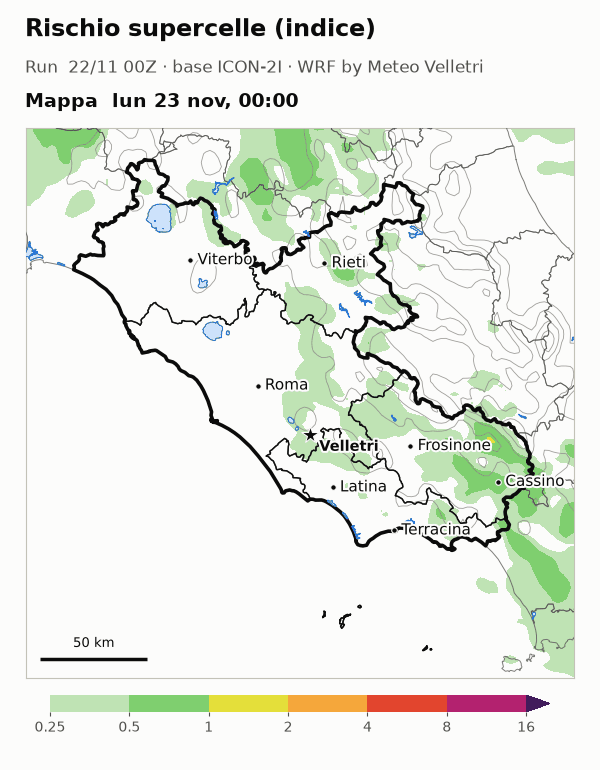 Rischio supercelle (indice)
Run  22/11 00Z · base ICON-2I · WRF by Meteo Velletri
Mappa  lun 23 nov, 00:00
Viterbo
Rieti
Roma
Velletri
Frosinone
Cassino
Latina
Terracina
50 km
0.25 0.5 1 2 4 8 16